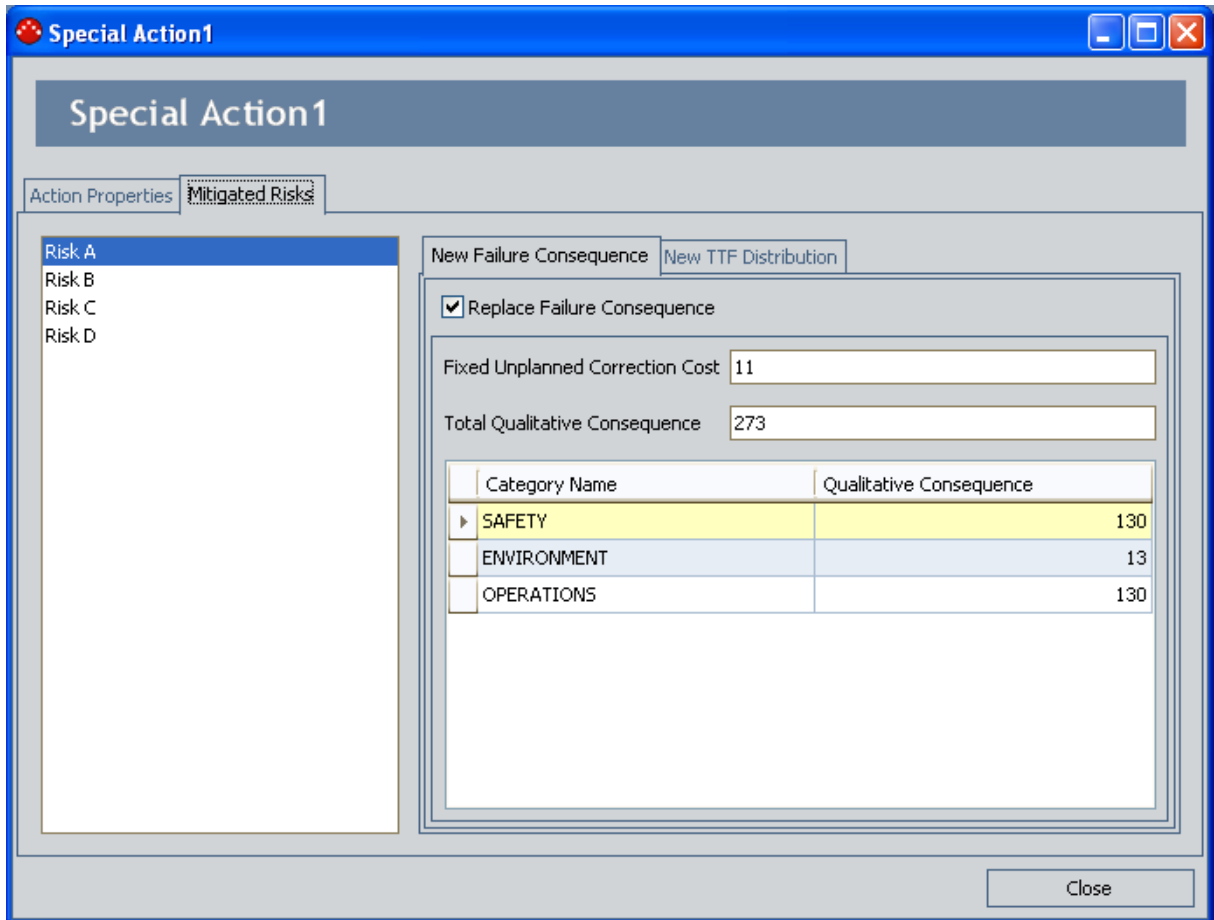 Special Action1
Special Action1
Action Properties Mitigated Risks
Risk A
Risk B
Risk C
Risk D
New Failure Consequence New TTF Distribution
Replace Failure Consequence
Fixed Unplanned Correction Cost 11
Total Qualitative Consequence 273
Category Name Qualitative Consequence
SAFETY 130
ENVIRONMENT 13
OPERATIONS 130
Close